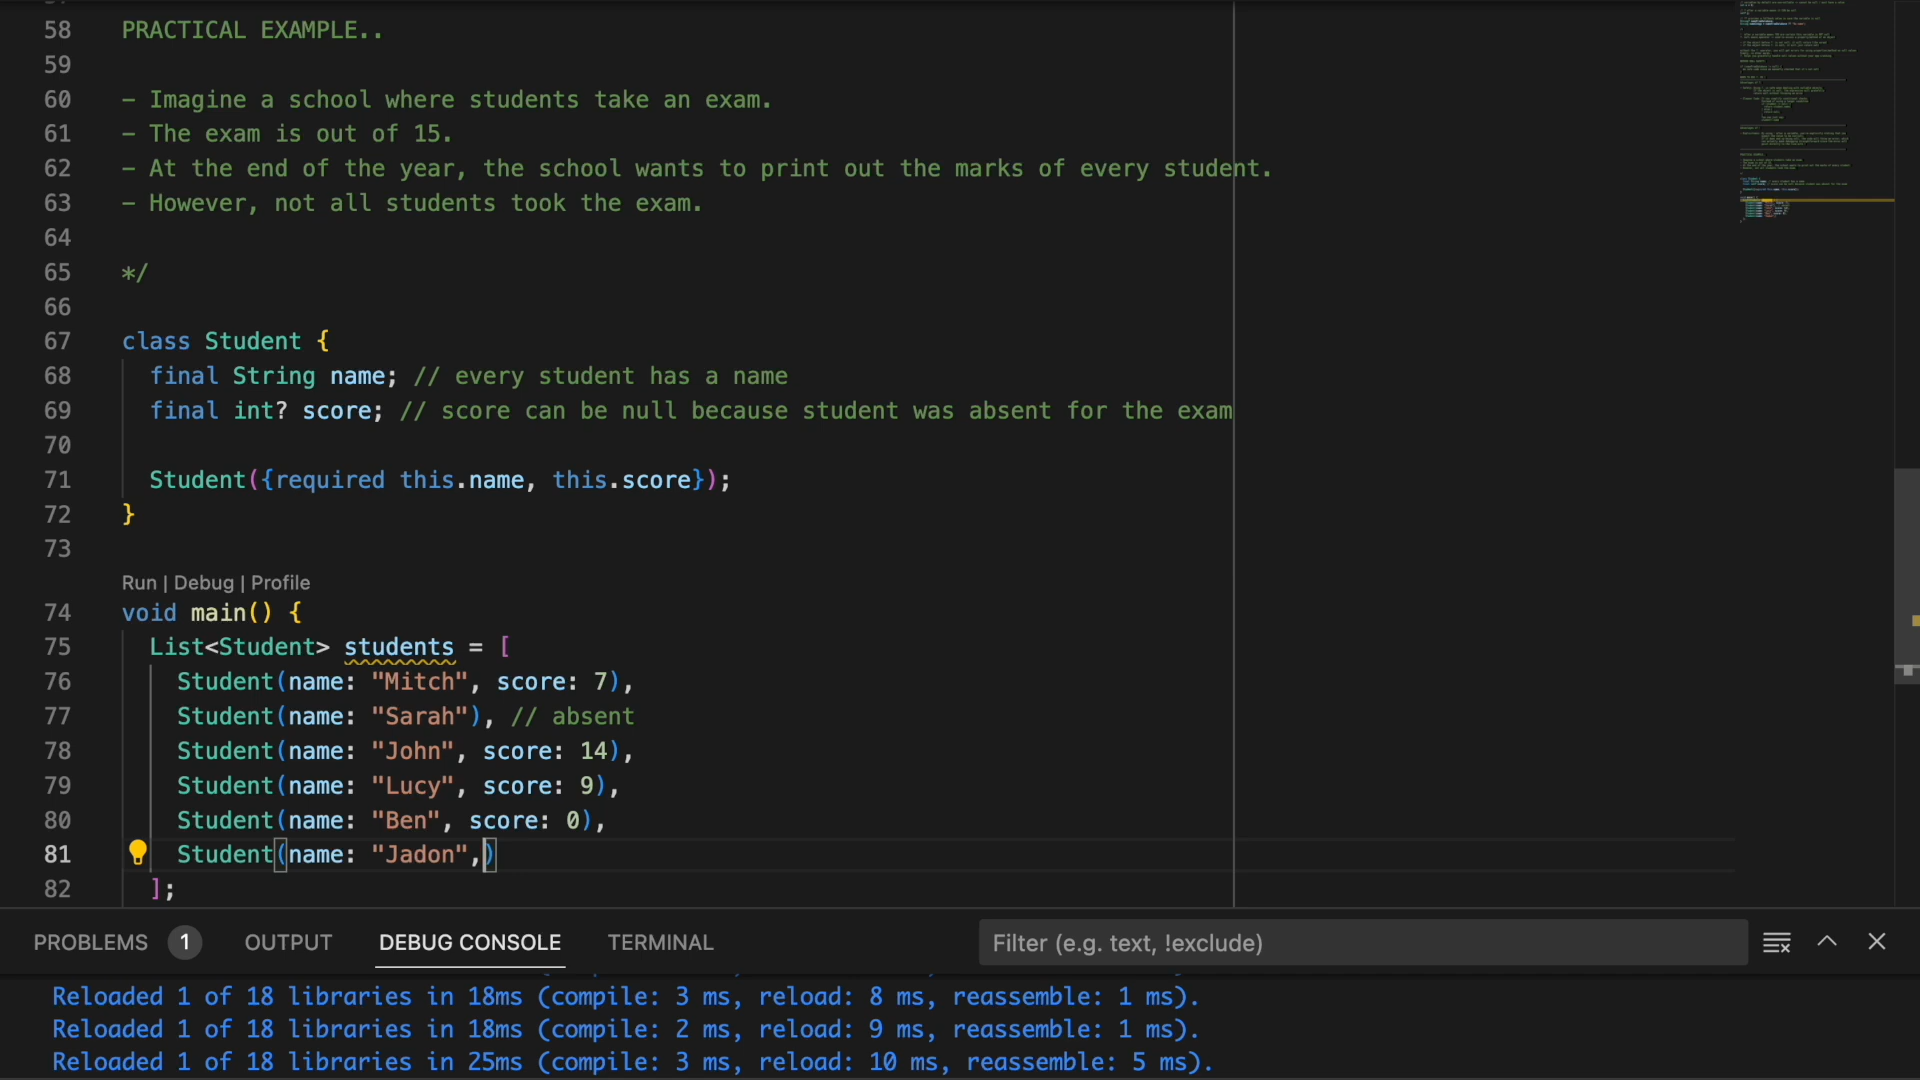 58 PRACTICAL EXAMPLE..
59
60 - Imagine a school where students take an exam.
61 - The exam is out of 15.
62 - At the end of the year, the school wants to print out the marks of every student.
63 - However, not all students took the exam.
64
65 */
66
67 class Student {
68 final String name; // every student has a name
69 final int? score; // score can be null because student was absent for the exam
70
71 Student({required this.name, this.score});
72 }
73
Run | Debug | Profile
74 void main() {
75 List<Student> students = [
76 Student(name: "Mitch", score: 7),
77 Student(name: "Sarah"), // absent
78 Student(name: "John", score: 14),
79 Student(name: "Lucy", score: 9),
80 Student(name: "Ben", score: 0),
81 Student(name: "Jadon",)
82 ];
PROBLEMS 1 OUTPUT DEBUG CONSOLE TERMINAL Filter (e.g. text, !exclude)
Reloaded 1 of 18 libraries in 18ms (compile: 3 ms, reload: 8 ms, reassemble: 1 ms).
Reloaded 1 of 18 libraries in 18ms (compile: 2 ms, reload: 9 ms, reassemble: 1 ms).
Reloaded 1 of 18 libraries in 25ms (compile: 3 ms, reload: 10 ms, reassemble: 5 ms).